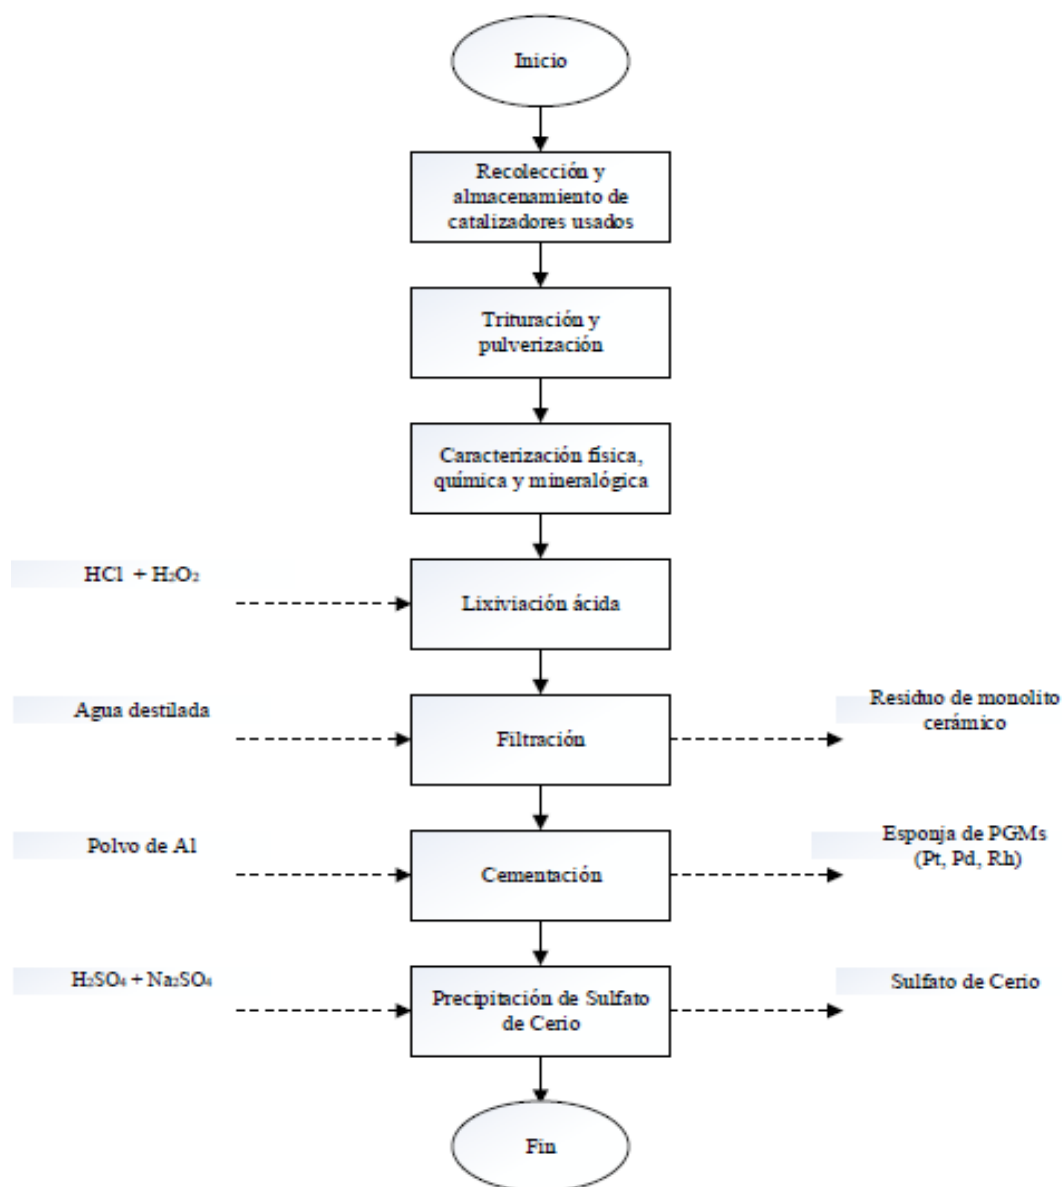 Inicio
Recolección y
almacenamiento de
catalizadores usados
Trituración y
pulverización
Caracterización física,
química y mineralógica
HCl + H₂O₂
Lixiviación ácida
Agua destilada
Filtración
Residuo de monolito
cerámico
Polvo de Al
Cementación
Esponja de PGMs
(Pt, Pd, Rh)
H₂SO₄ + Na₂SO₄
Precipitación de Sulfato
de Cerio
Sulfato de Cerio
Fin